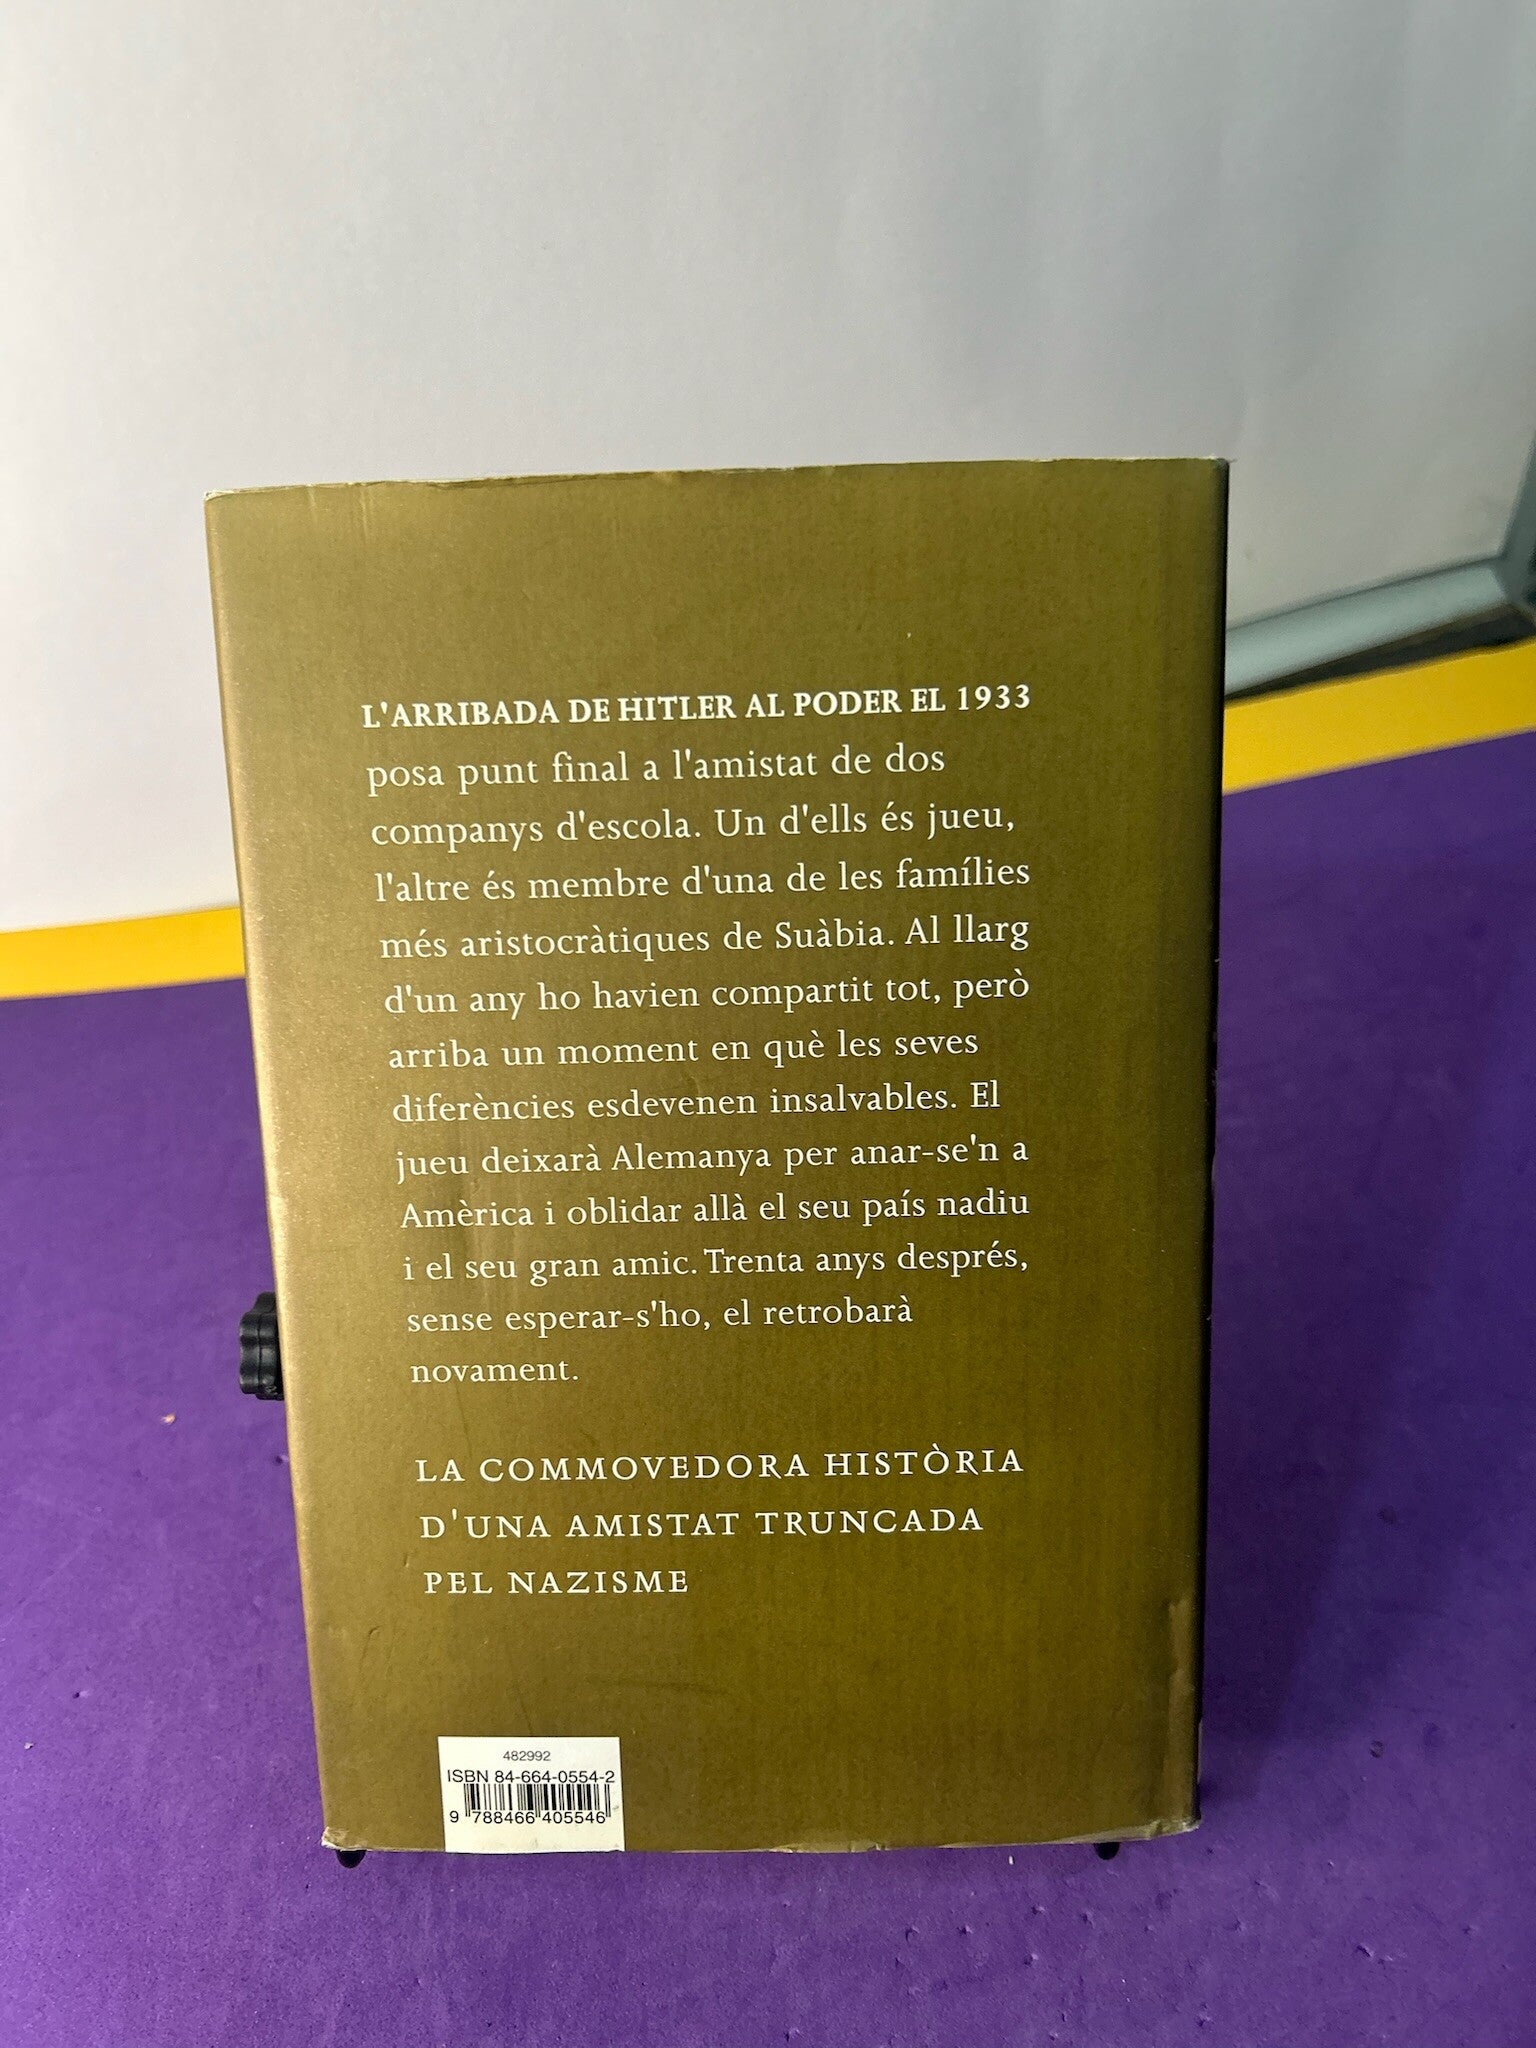 L'ARRIBADA DE HITLER AL PODER EL 1933
posa punt final a l'amistat de dos
companys d'escola. Un d'ells és jueu,
l'altre és membre d'una de les famílies
més aristocràtiques de Suàbia. Al llarg
d'un any ho havien compartit tot, però
arriba un moment en què les seves
diferències esdevenen insalvables. El
jueu deixarà Alemanya per anar-se'n a
Amèrica i oblidar allà el seu país nadiu
i el seu gran amic. Trenta anys després,
sense esperar-s'ho, el retrobarà
novament.
LA COMMOVEDORA HISTÒRIA
D'UNA AMISTAT TRUNCADA
PEL NAZISME
482992
ISBN 84-664-0554-2
9 788466 405546